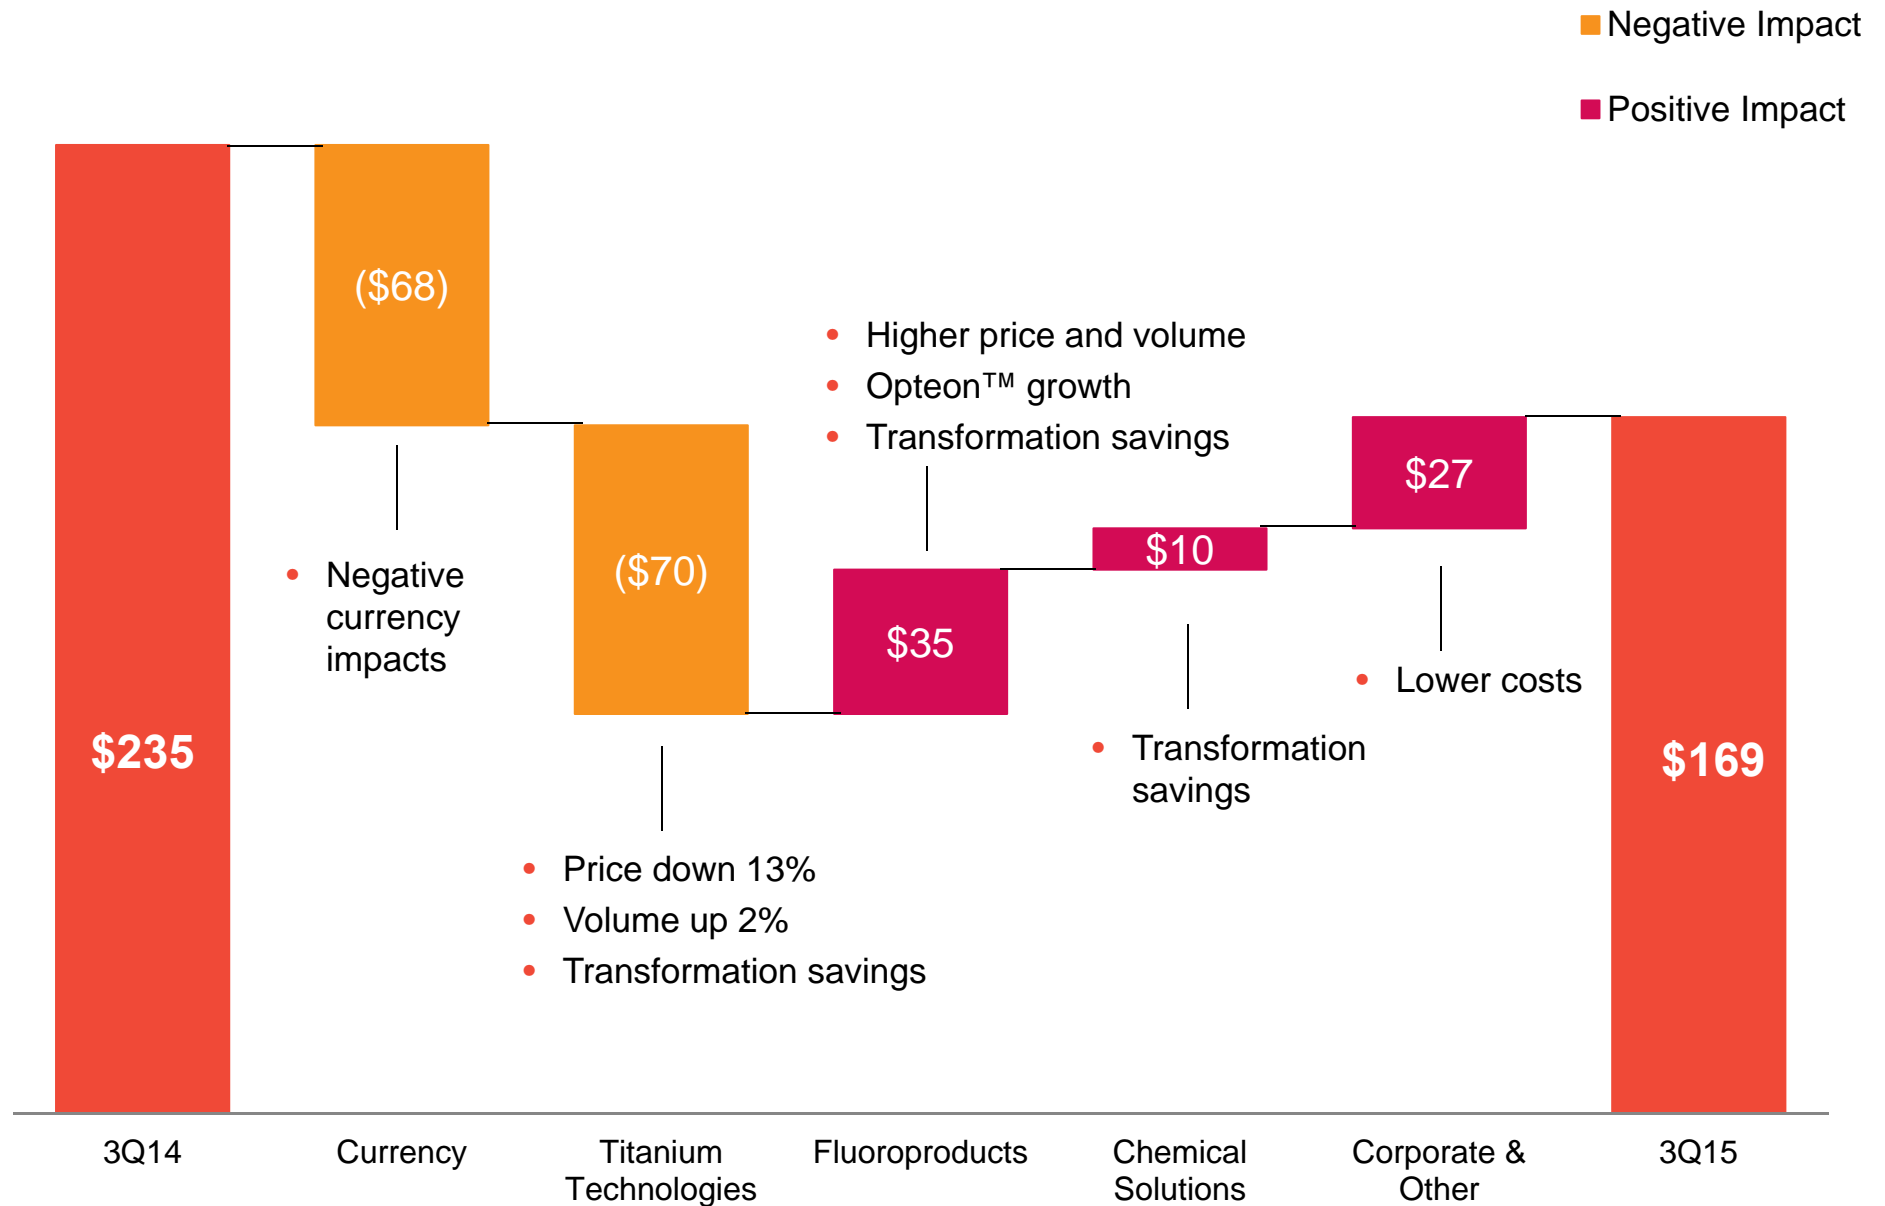 Negative Impact
Positive Impact
($68)
• Higher price and volume
• Opteon™ growth
• Transformation savings
$27
$10
• Negative
currency
impacts
($70)
$35
• Lower costs
$235
$169
• Transformation
savings
• Price down 13%
• Volume up 2%
• Transformation savings
3Q14
Currency
Titanium
Technologies
Fluoroproducts
Chemical
Solutions
Corporate &
Other
3Q15